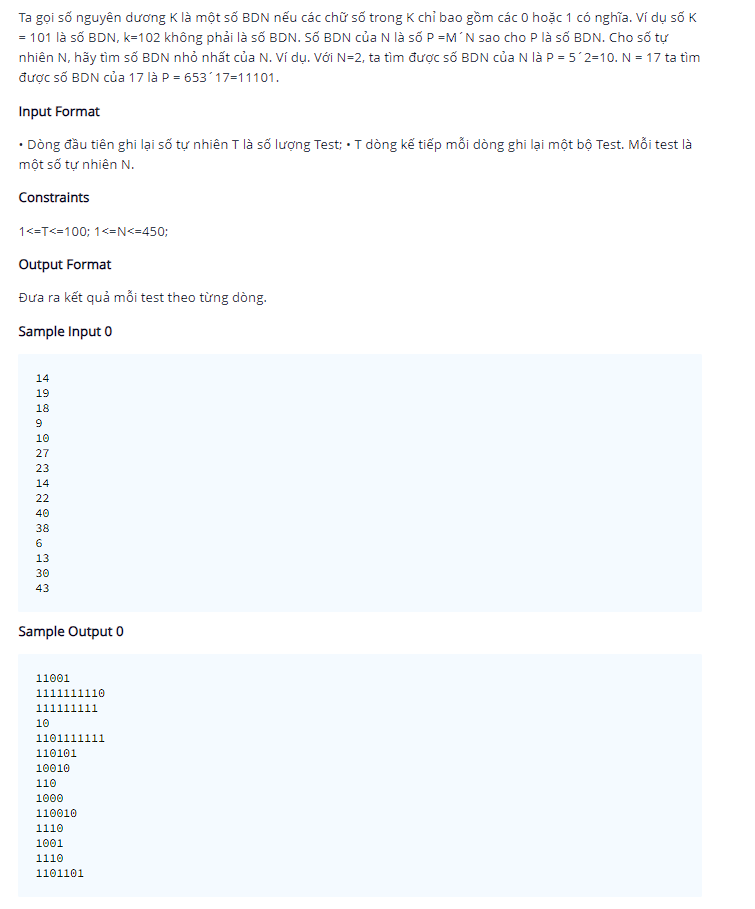 Ta gọi số nguyên dương K là một số BDN nếu các chữ số trong K chỉ bao gồm các 0 hoặc 1 có nghĩa. Ví dụ số K
= 101 là số BDN, k=102 không phải là số BDN. Số BDN của N là số P =M´N sao cho P là số BDN. Cho số tự
nhiên N, hãy tìm số BDN nhỏ nhất của N. Ví dụ. Với N=2, ta tìm được số BDN của N là P = 5´2=10. N = 17 ta tìm
được số BDN của 17 là P = 653´17=11101.
Input Format
• Dòng đầu tiên ghi lại số tự nhiên T là số lượng Test; • T dòng kế tiếp mỗi dòng ghi lại một bộ Test. Mỗi test là
một số tự nhiên N.
Constraints
1<=T<=100; 1<=N<=450;
Output Format
Đưa ra kết quả mỗi test theo từng dòng.
Sample Input 0
14
19
18
9
10
27
23
14
22
40
38
6
13
30
43
Sample Output 0
11001
1111111110
111111111
10
1101111111
110101
10010
110
1000
110010
1110
1001
1110
1101101